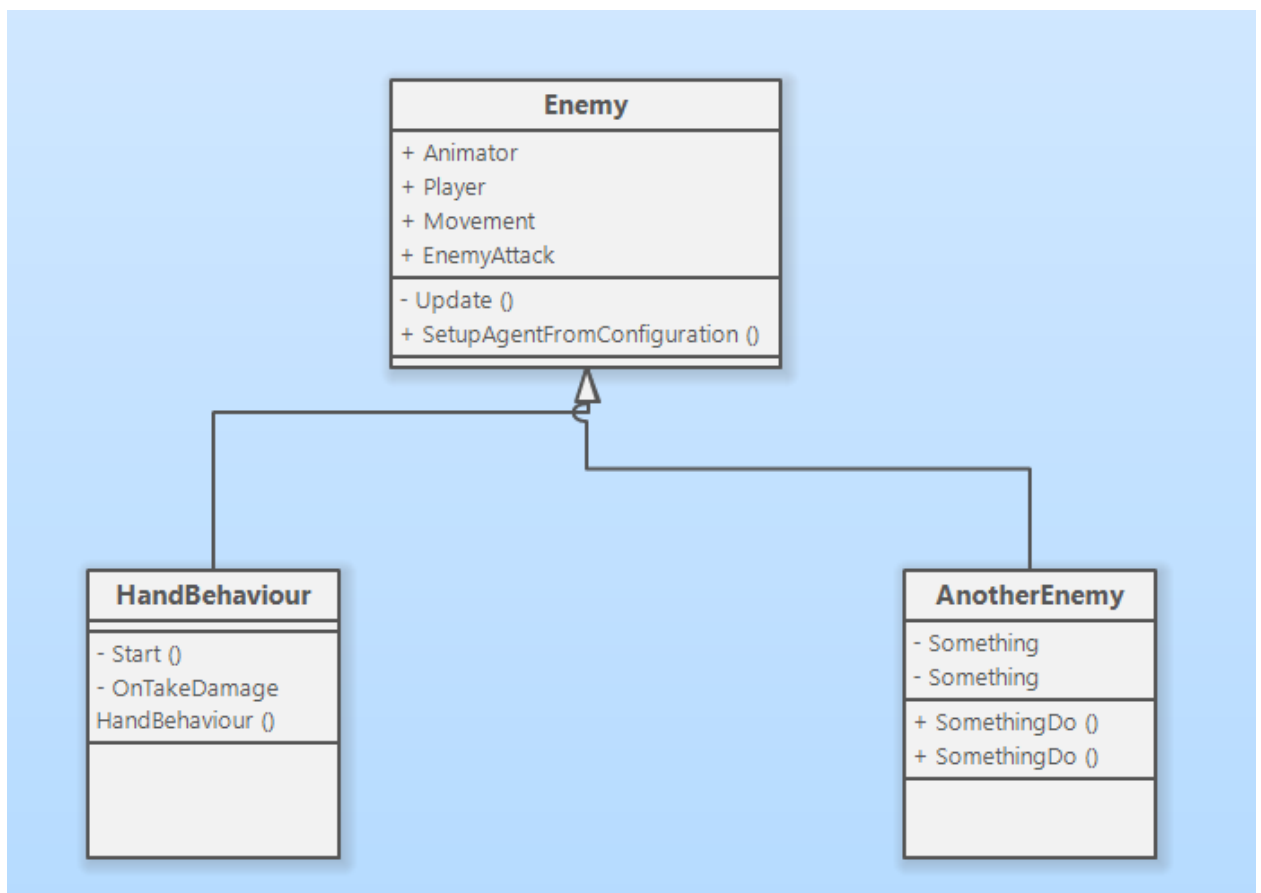 Enemy
+ Animator
+ Player
+ Movement
+ EnemyAttack
- Update ()
+ SetupAgentFromConfiguration ()
HandBehaviour
- Start ()
- OnTakeDamage
HandBehaviour ()
AnotherEnemy
- Something
- Something
+ SomethingDo ()
+ SomethingDo ()